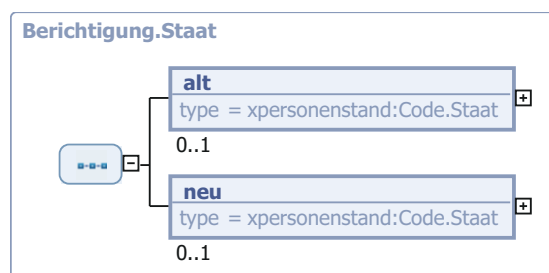 Berichtigung.Staat
alt
type = xpersonenstand:Code.Staat
0..1
neu
type = xpersonenstand:Code.Staat
0..1